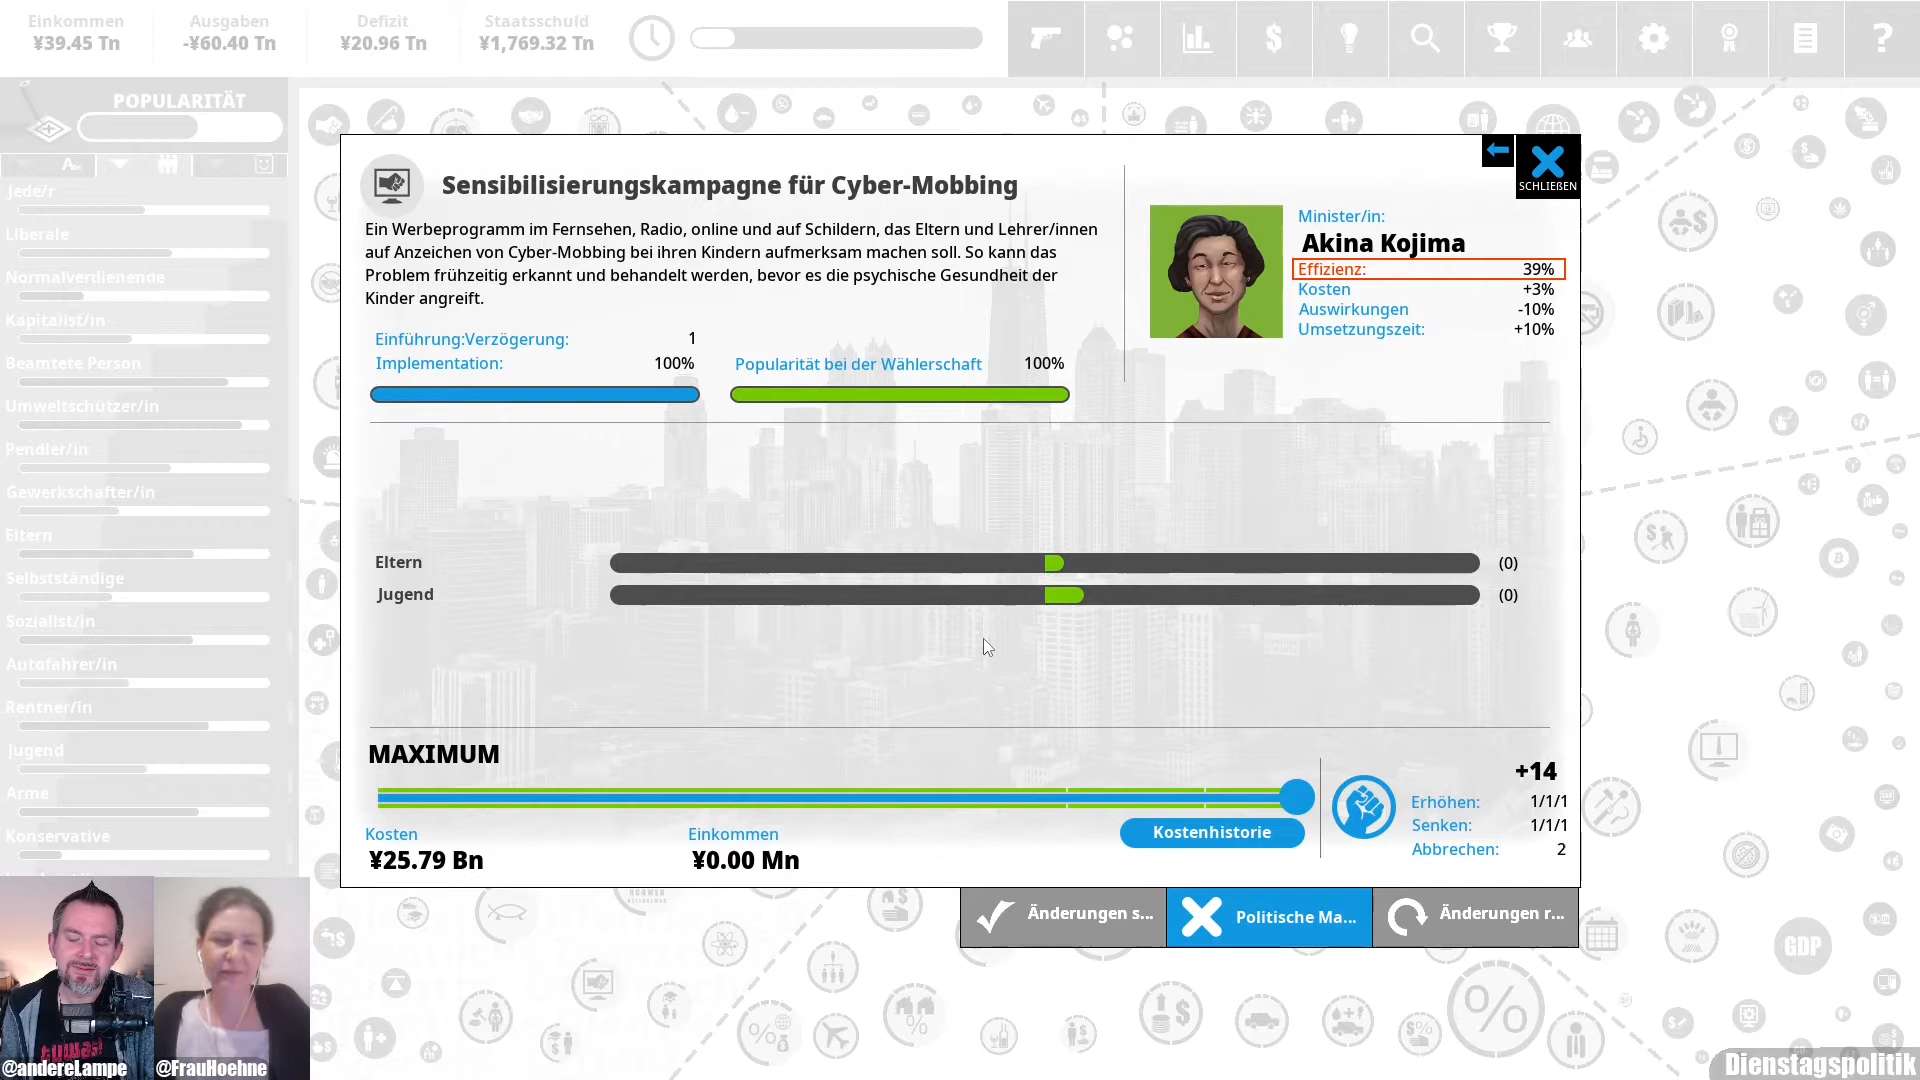 Einkommen
¥39.45 Tn
Ausgaben
-¥60.40 Tn
Defizit
¥20.96 Tn
Staatsschuld
¥1,769.32 Tn
?
POPULARITÄT
Jede/r
Liberale
Normalverdienende
Kapitalist/in
Beamtete Person
Umweltschützer/in
Pendler/in
Gewerkschafter/in
Eltern
Selbstständige
Sozialist/in
Autofahrer/in
Rentner/in
Jugend
Arme
Konservative
Sensibilisierungskampagne für Cyber-Mobbing
Ein Werbeprogramm im Fernsehen, Radio, online und auf Schildern, das Eltern und Lehrer/innen
auf Anzeichen von Cyber-Mobbing bei ihren Kindern aufmerksam machen soll. So kann das
Problem frühzeitig erkannt und behandelt werden, bevor es die psychische Gesundheit der
Kinder angreift.
Einführung:Verzögerung: 1
Implementation: 100%
Popularität bei der Wählerschaft 100%
SCHLIEßEN
Minister/in:
Akina Kojima
Effizienz: 39%
Kosten +3%
Auswirkungen -10%
Umsetzungszeit: +10%
Eltern (0)
Jugend (0)
MAXIMUM
Kosten
¥25.79 Bn
Einkommen
¥0.00 Mn
Kostenhistorie
+14
Erhöhen: 1/1/1
Senken: 1/1/1
Abbrechen: 2
Änderungen s...
Politische Ma...
Änderungen r...
GDP
@andereLampe
@FrauHoehne
Dienstagspolitik